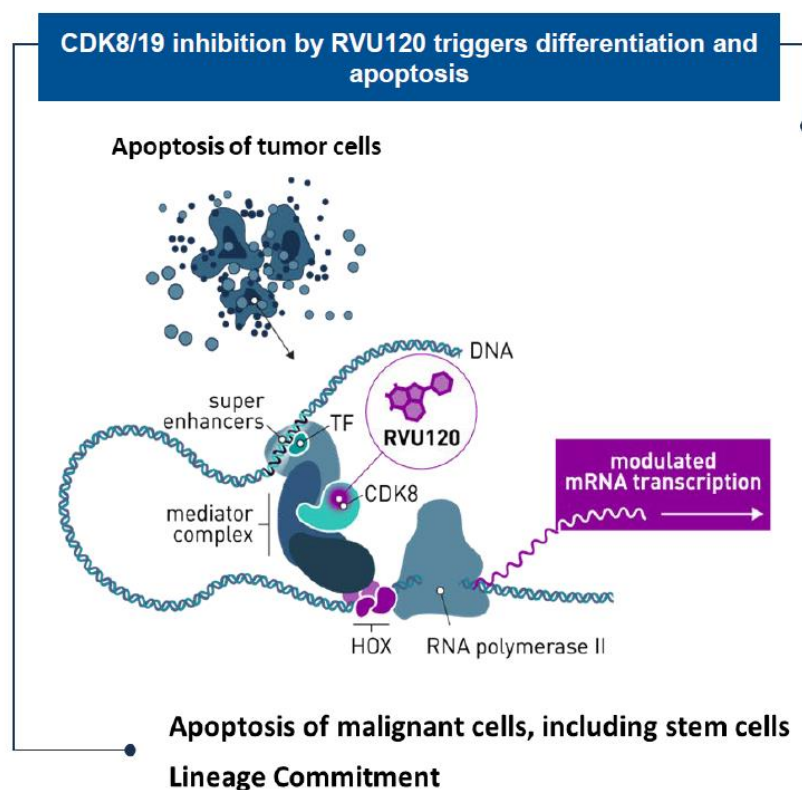 CDK8/19 inhibition by RVU120 triggers differentiation and
apoptosis
Apoptosis of tumor cells
DNA
super
enhancers
TF
RVU120
CDK8
mediator
complex
modulated
mRNA transcription
HOX
RNA polymerase II
Apoptosis of malignant cells, including stem cells
Lineage Commitment